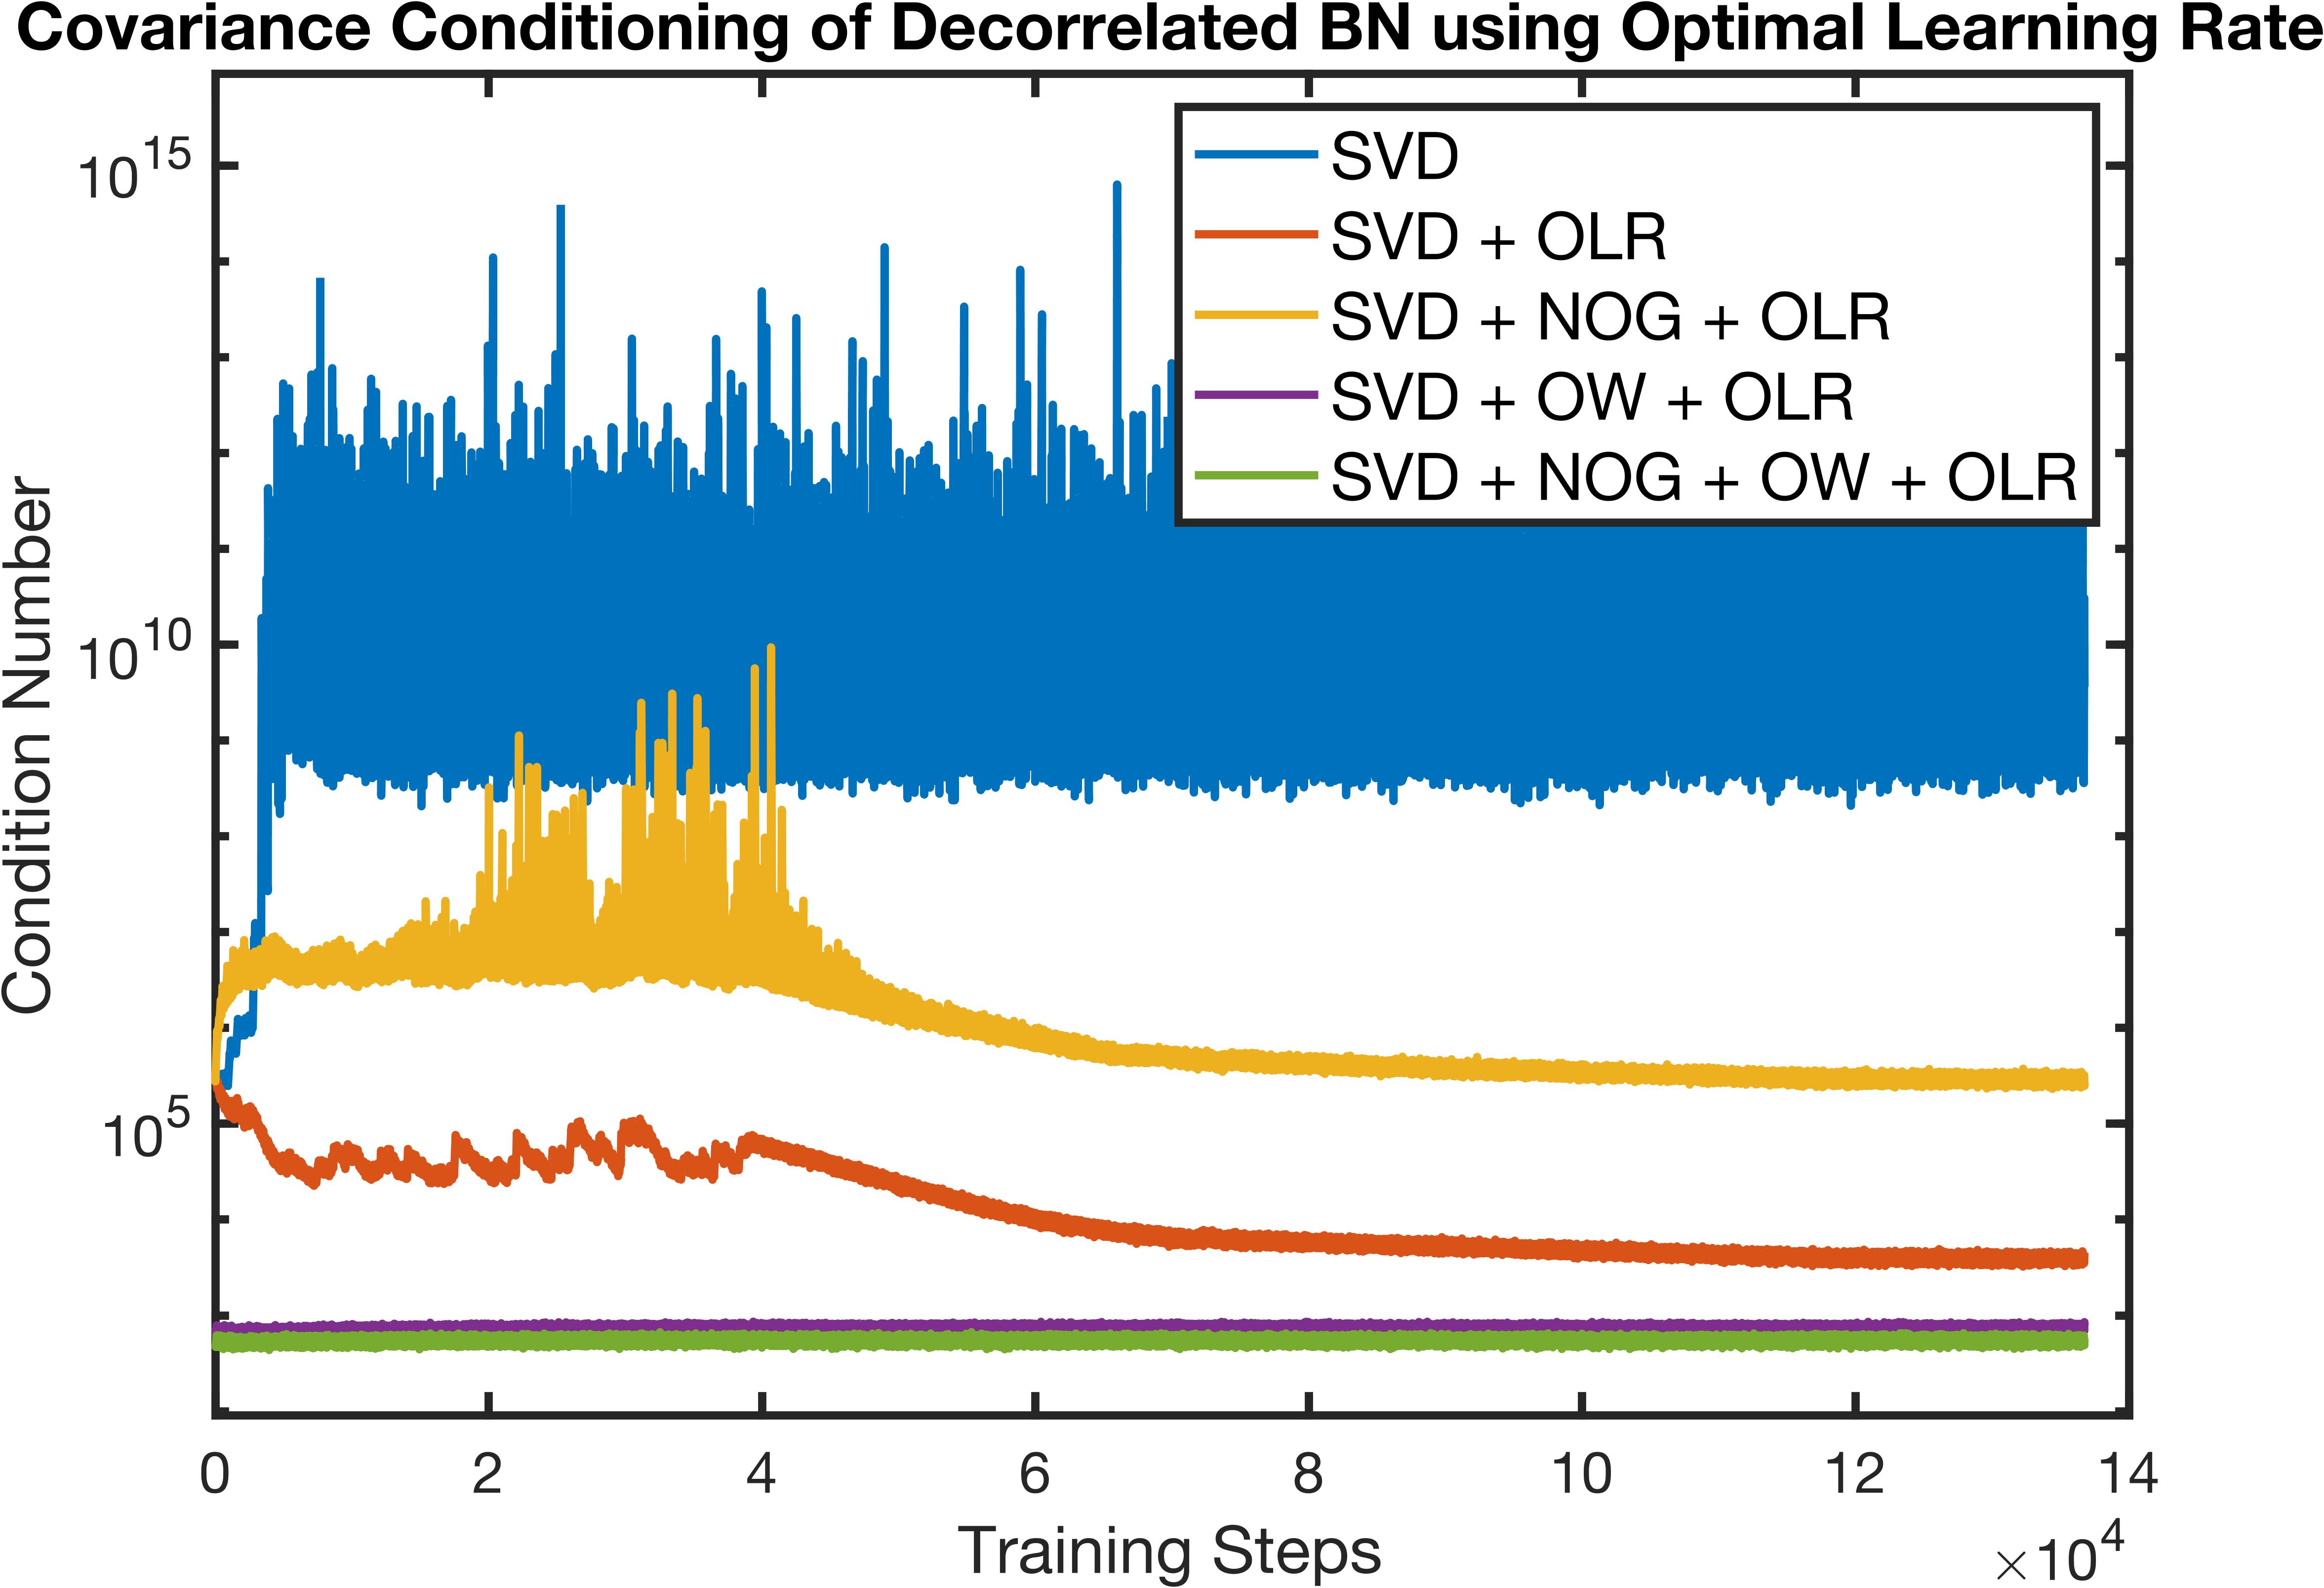 Covariance Conditioning of Decorrelated BN using Optimal Learning Rate
Condition Number
10^15
10^10
10^5
SVD
SVD + OLR
SVD + NOG + OLR
SVD + OW + OLR
SVD + NOG + OW + OLR
0 2 4 6 8 10 12 14
Training Steps
×10^4